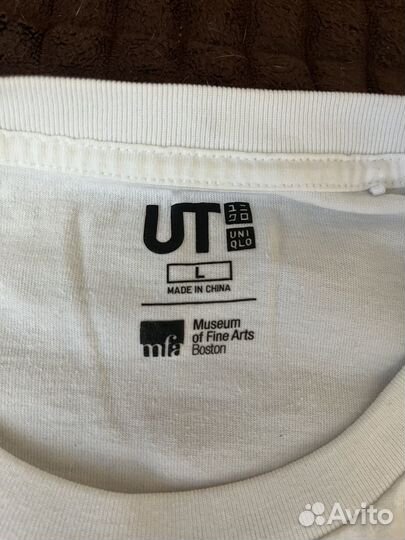 UT
ユニ
クロ
UNI
QLO
L
MADE IN CHINA
mfa
Museum
of Fine Arts
Boston
Avito